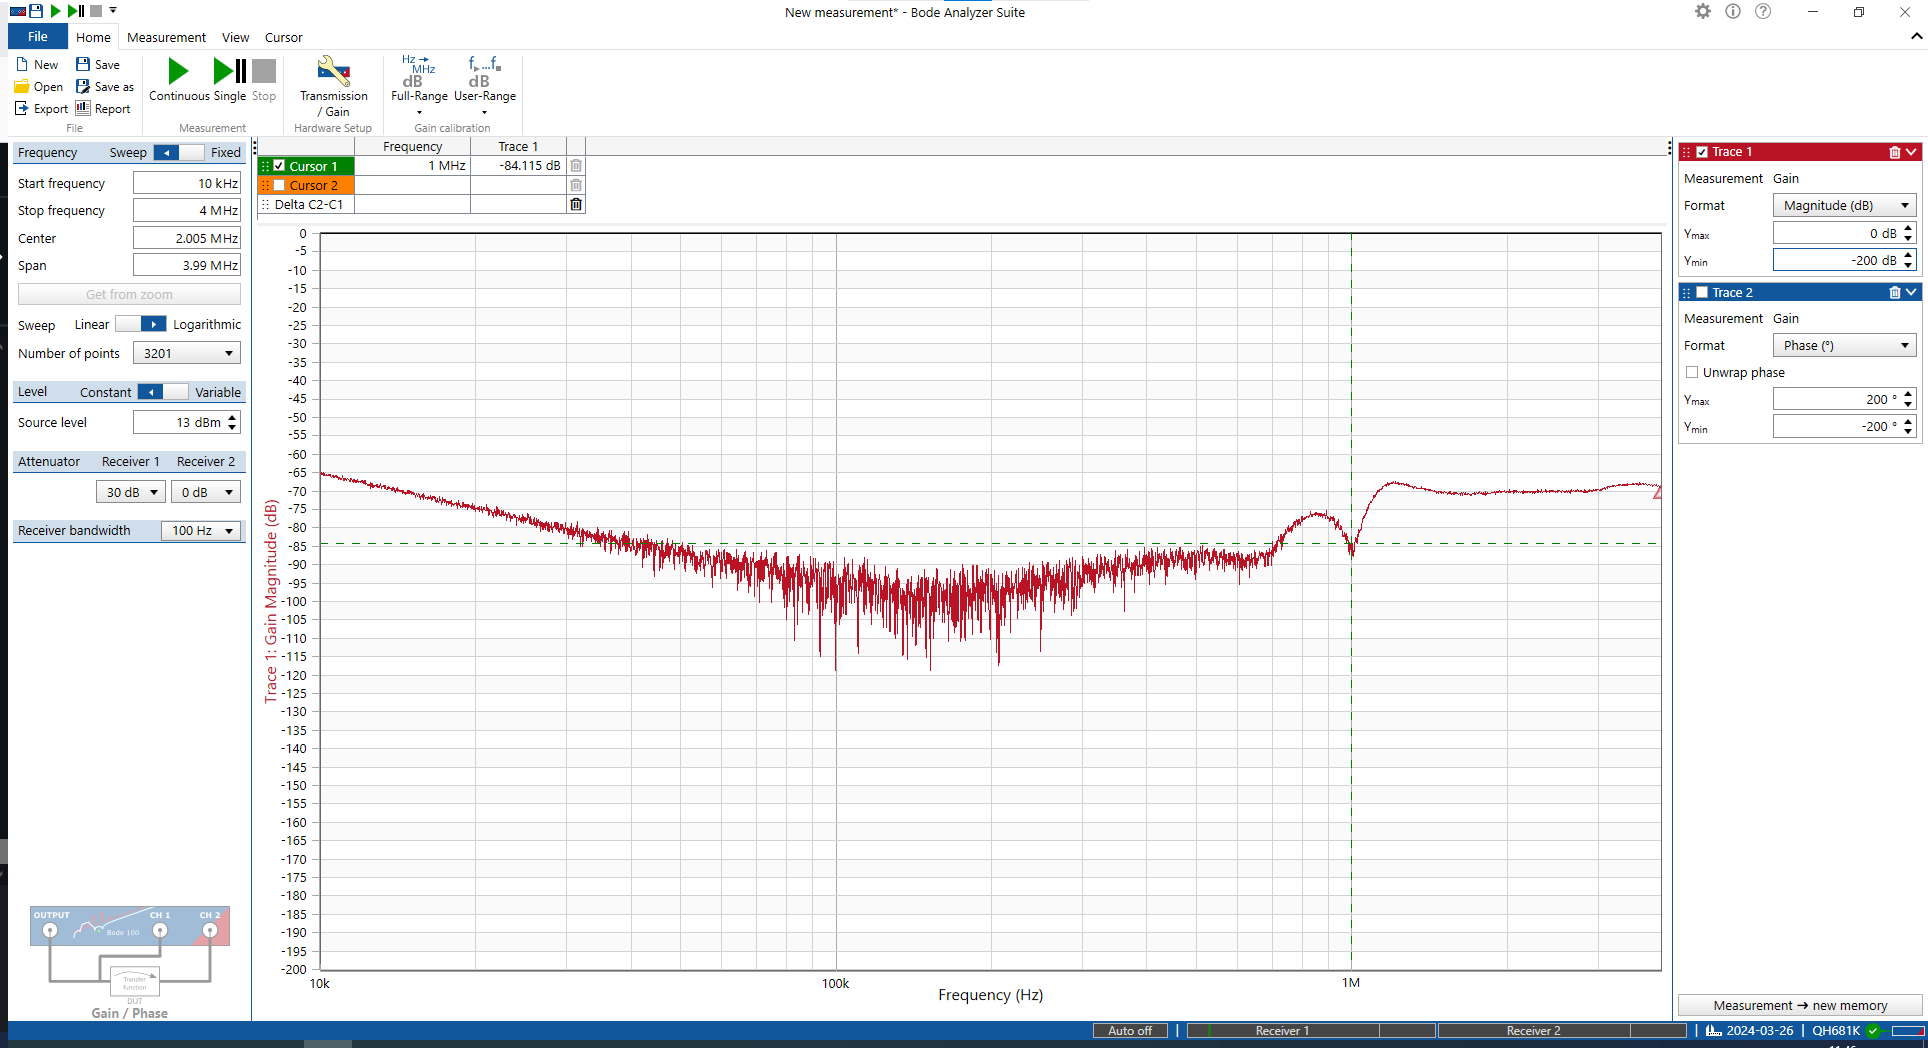 New measurement* - Bode Analyzer Suite
File Home Measurement View Cursor
New Save
Open Save as
Export Report
File
Continuous Single Stop
Measurement
Transmission / Gain
Hardware Setup
Hz → MHz dB
Full-Range
f▸...f■ dB
User-Range
Gain calibration
Frequency Sweep Fixed
Start frequency 10 kHz
Stop frequency 4 MHz
Center 2.005 MHz
Span 3.99 MHz
Get from zoom
Sweep Linear Logarithmic
Number of points 3201
Level Constant Variable
Source level 13 dBm
Attenuator Receiver 1 Receiver 2
30 dB 0 dB
Receiver bandwidth 100 Hz
OUTPUT CH 1 CH 2
Bode 100
Transfer function
DUT
Gain / Phase
Frequency Trace 1
Cursor 1 1 MHz -84.115 dB
Cursor 2
Delta C2-C1
Trace 1: Gain Magnitude (dB)
0
-5
-10
-15
-20
-25
-30
-35
-40
-45
-50
-55
-60
-65
-70
-75
-80
-85
-90
-95
-100
-105
-110
-115
-120
-125
-130
-135
-140
-145
-150
-155
-160
-165
-170
-175
-180
-185
-190
-195
-200
10k 100k 1M
Frequency (Hz)
Trace 1
Measurement Gain
Format Magnitude (dB)
Ymax 0 dB
Ymin -200 dB
Trace 2
Measurement Gain
Format Phase (°)
Unwrap phase
Ymax 200 °
Ymin -200 °
Measurement → new memory
Auto off | Receiver 1 Receiver 2 | 2024-03-26 | QH681K